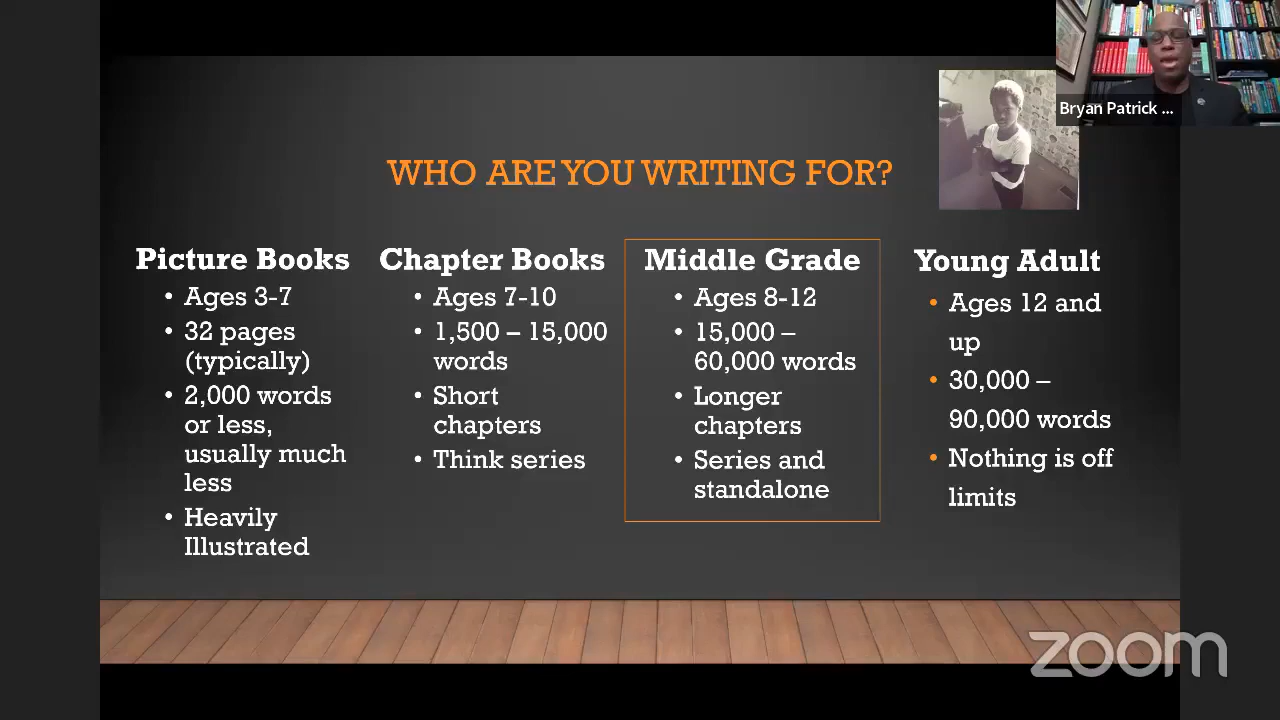 Bryan Patrick ...
WHO ARE YOU WRITING FOR?
Picture Books
• Ages 3-7
• 32 pages
(typically)
• 2,000 words
or less,
usually much
less
• Heavily
Illustrated
Chapter Books
• Ages 7-10
• 1,500 – 15,000
words
• Short
chapters
• Think series
Middle Grade
• Ages 8-12
• 15,000 –
60,000 words
• Longer
chapters
• Series and
standalone
Young Adult
• Ages 12 and
up
• 30,000 –
90,000 words
• Nothing is off
limits
zoom